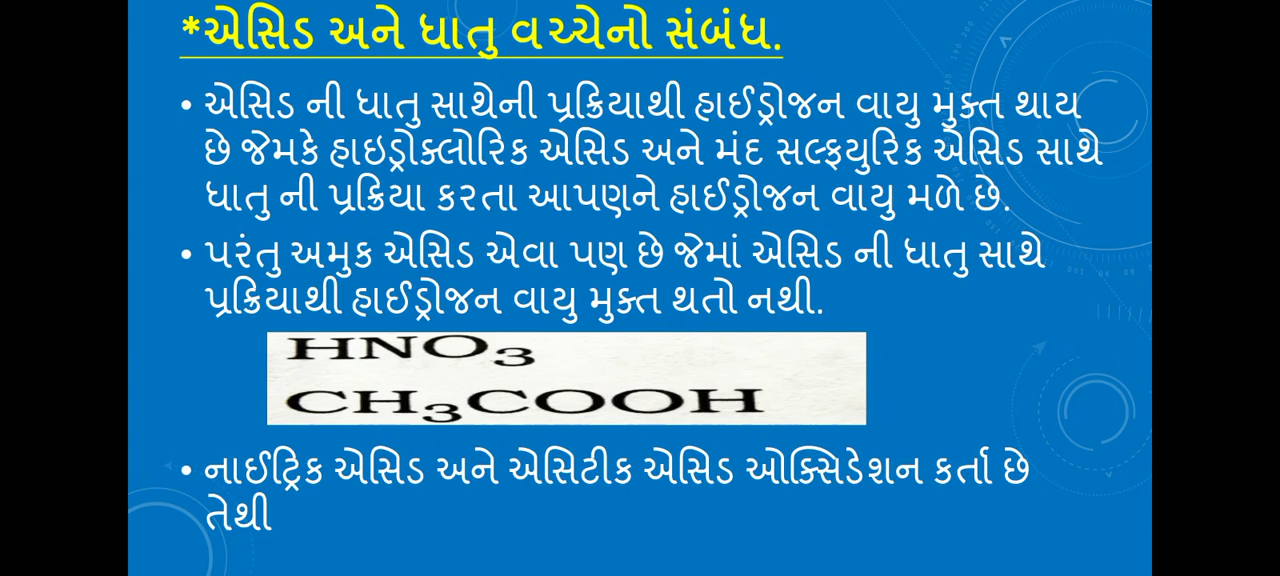 *એસિડ અને ધાતુ વચ્ચેનો સંબંધ.
• એસિડ ની ધાતુ સાથેની પ્રક્રિયાથી હાઈડ્રોજન વાયુ મુક્ત થાય
છે જેમકે હાઇડ્રોક્લોરિક એસિડ અને મંદ સલ્ફયુરિક એસિડ સાથે
ધાતુ ની પ્રક્રિયા કરતા આપણને હાઈડ્રોજન વાયુ મળે છે.
• પરંતુ અમુક એસિડ એવા પણ છે જેમાં એસિડ ની ધાતુ સાથે
પ્રક્રિયાથી હાઈડ્રોજન વાયુ મુક્ત થતો નથી.
HNO₃
CH₃COOH
• નાઈટ્રિક એસિડ અને એસિટીક એસિડ ઓક્સિડેશન કર્તા છે
તેથી